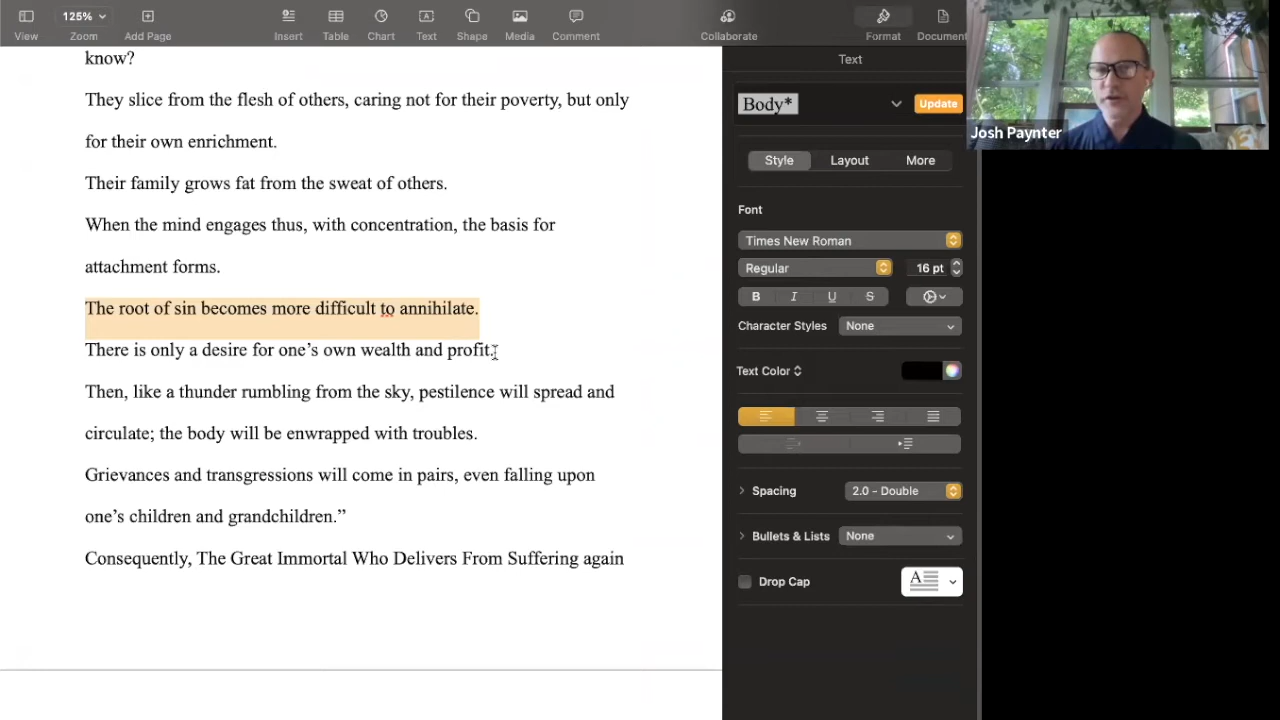 125%
View
Zoom
Add Page
Insert
Table
Chart
Text
Shape
Media
Comment
Collaborate
Format
Document
know?
They slice from the flesh of others, caring not for their poverty, but only
for their own enrichment.
Their family grows fat from the sweat of others.
When the mind engages thus, with concentration, the basis for
attachment forms.
The root of sin becomes more difficult to annihilate.
There is only a desire for one’s own wealth and profit.
Then, like a thunder rumbling from the sky, pestilence will spread and
circulate; the body will be enwrapped with troubles.
Grievances and transgressions will come in pairs, even falling upon
one’s children and grandchildren.”
Consequently, The Great Immortal Who Delivers From Suffering again
Text
Body*
Update
Style
Layout
More
Font
Times New Roman
Regular
16 pt
B I U S
Character Styles
None
Text Color
Spacing
2.0 - Double
Bullets & Lists
None
Drop Cap
A
Josh Paynter